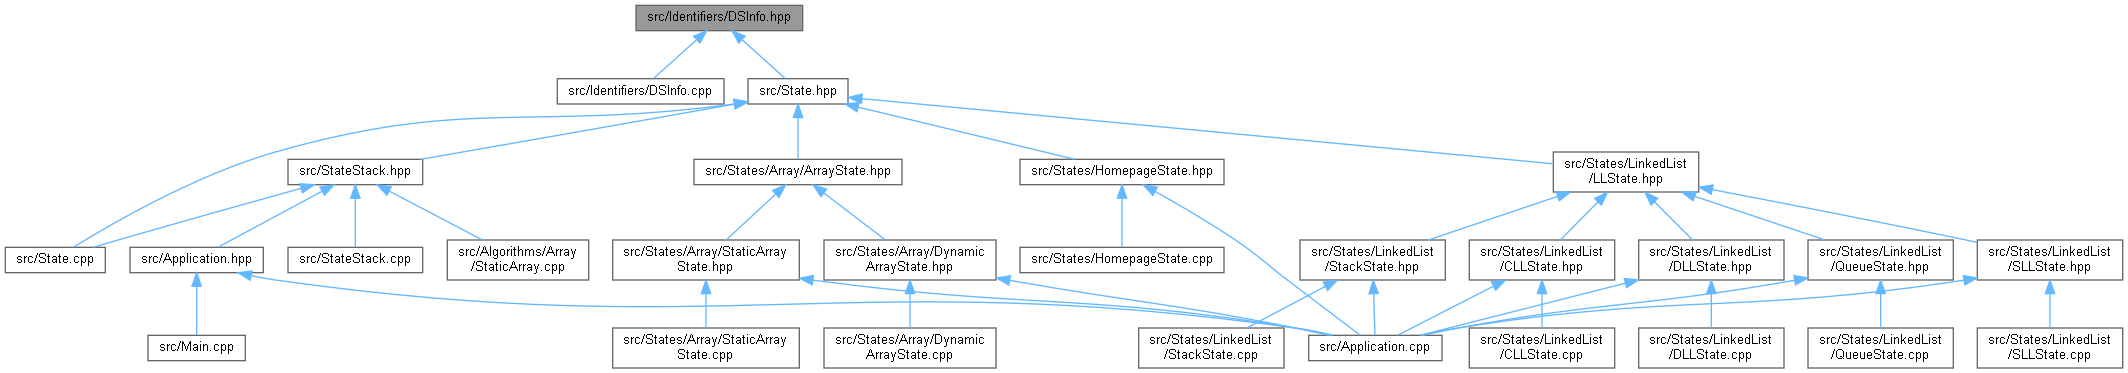 src/Identifiers/DSInfo.hpp
src/Identifiers/DSInfo.cpp
src/State.hpp
src/StateStack.hpp
src/States/Array/ArrayState.hpp
src/States/HomepageState.hpp
src/States/LinkedList
/LLState.hpp
src/State.cpp
src/Application.hpp
src/StateStack.cpp
src/Algorithms/Array
/StaticArray.cpp
src/States/Array/StaticArray
State.hpp
src/States/Array/Dynamic
ArrayState.hpp
src/States/HomepageState.cpp
src/States/LinkedList
/StackState.hpp
src/States/LinkedList
/CLLState.hpp
src/States/LinkedList
/DLLState.hpp
src/States/LinkedList
/QueueState.hpp
src/States/LinkedList
/SLLState.hpp
src/Main.cpp
src/States/Array/StaticArray
State.cpp
src/States/Array/Dynamic
ArrayState.cpp
src/States/LinkedList
/StackState.cpp
src/Application.cpp
src/States/LinkedList
/CLLState.cpp
src/States/LinkedList
/DLLState.cpp
src/States/LinkedList
/QueueState.cpp
src/States/LinkedList
/SLLState.cpp